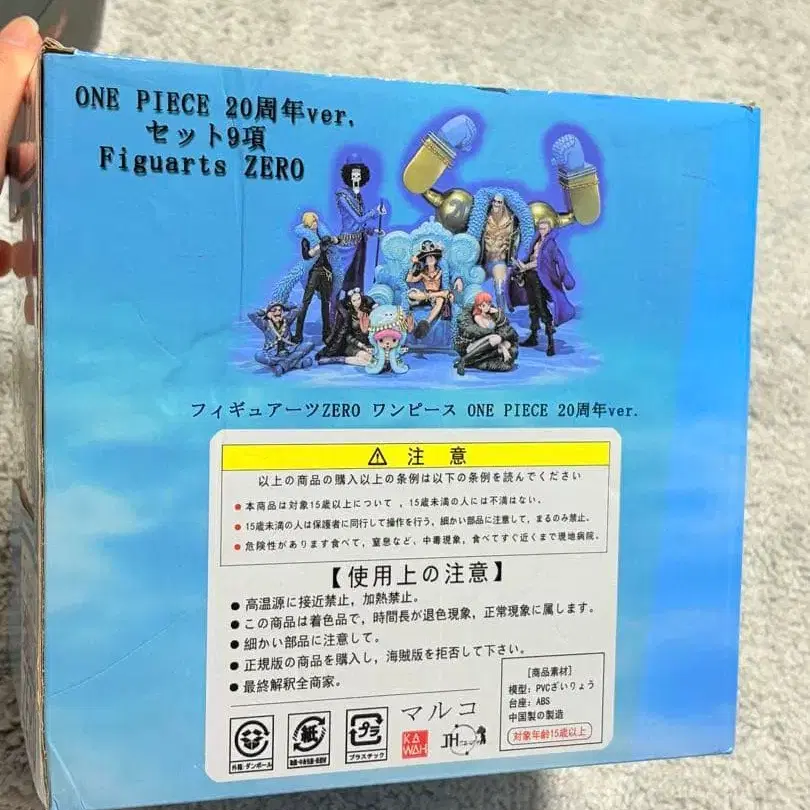 ONE PIECE 20周年ver.
セット9項
Figuarts ZERO
フィギュアーツZERO ワンピース ONE PIECE 20周年ver.
注 意
以上の商品の購入以上の条例は以下の条例を読んでください
本商品は対象15歳以上について，15歳未満の人には不満はない。
15歳未満の人は保護者に同行して操作を行う，細かい部品に注意して，まるのみ禁止。
危険性があります食べて，窒息など，中毒現象，食べてすぐ近くまで現地病院。
【使用上の注意】
● 高温源に接近禁止，加熱禁止。
● この商品は着色品で，時間長が退色現象，正常現象に属します。
● 細かい部品に注意して。
● 正規版の商品を購入し，海賊版を拒否して下さい。
● 最終解釈全商家。
[商品素材]
模型: PVCざいりょう
台座: ABS
中国製の製造
対象年齢15歳以上
外箱:ダンボール
紙
プラ
プラスチック
マルコ
KA
WAH
JH